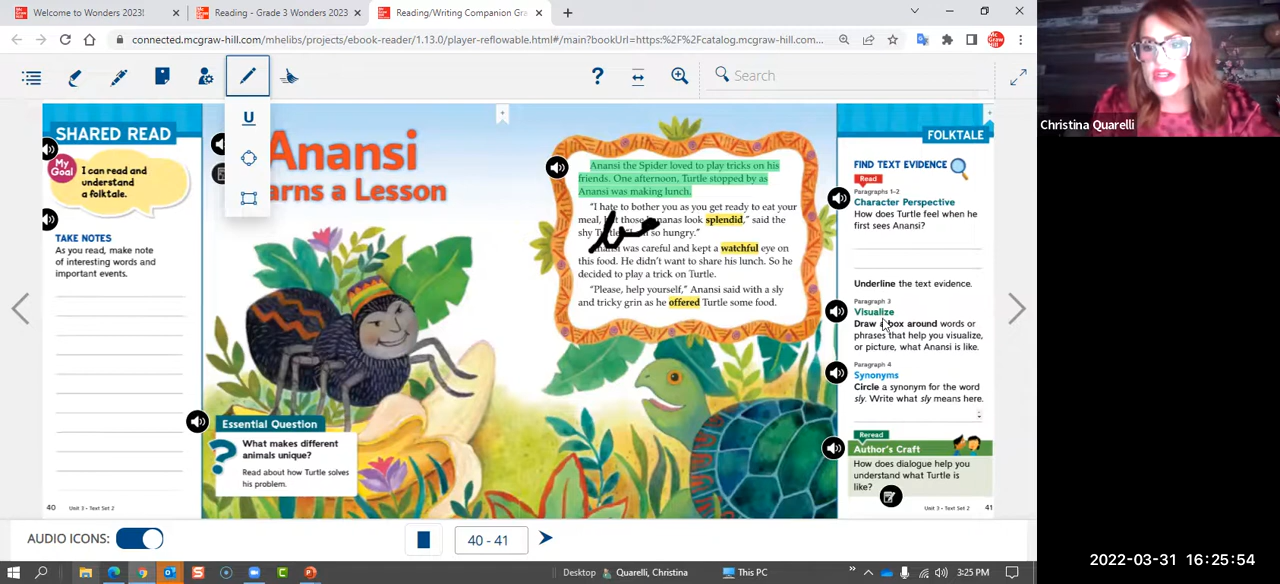 Welcome to Wonders 2023!
Reading - Grade 3 Wonders 2023
Reading/Writing Companion Gra
connected.mcgraw-hill.com/mhelibs/projects/ebook-reader/1.13.0/player-reflowable.html#/main?bookUrl=https%2F%2Fcatalog.mcgraw-hill.com...
Search
SHARED READ
My Goal
I can read and
understand
a folktale.
TAKE NOTES
As you read, make note
of interesting words and
important events.
U
Anansi
arns a Lesson
Anansi the Spider loved to play tricks on his
friends. One afternoon, Turtle stopped by as
Anansi was making lunch.
"I hate to bother you as you get ready to eat your
meal, but those bananas look splendid," said the
shy Turtle. "I am so hungry."
Anansi was careful and kept a watchful eye on
this food. He didn't want to share his lunch. So he
decided to play a trick on Turtle.
"Please, help yourself," Anansi said with a sly
and tricky grin as he offered Turtle some food.
Essential Question
?
What makes different
animals unique?
Read about how Turtle solves
his problem.
40 Unit 3 • Text Set 2
FOLKTALE
FIND TEXT EVIDENCE
Read
Paragraphs 1–2
Character Perspective
How does Turtle feel when he
first sees Anansi?
Underline the text evidence.
Paragraph 3
Visualize
Draw a box around words or
phrases that help you visualize,
or picture, what Anansi is like.
Paragraph 4
Synonyms
Circle a synonym for the word
sly. Write what sly means here.
Reread
Author's Craft
How does dialogue help you
understand what Turtle is
like?
Unit 3 • Text Set 2 41
AUDIO ICONS:
40 - 41
Desktop
Quarelli, Christina
This PC
3:25 PM
Christina Quarelli
2022-03-31 16:25:54